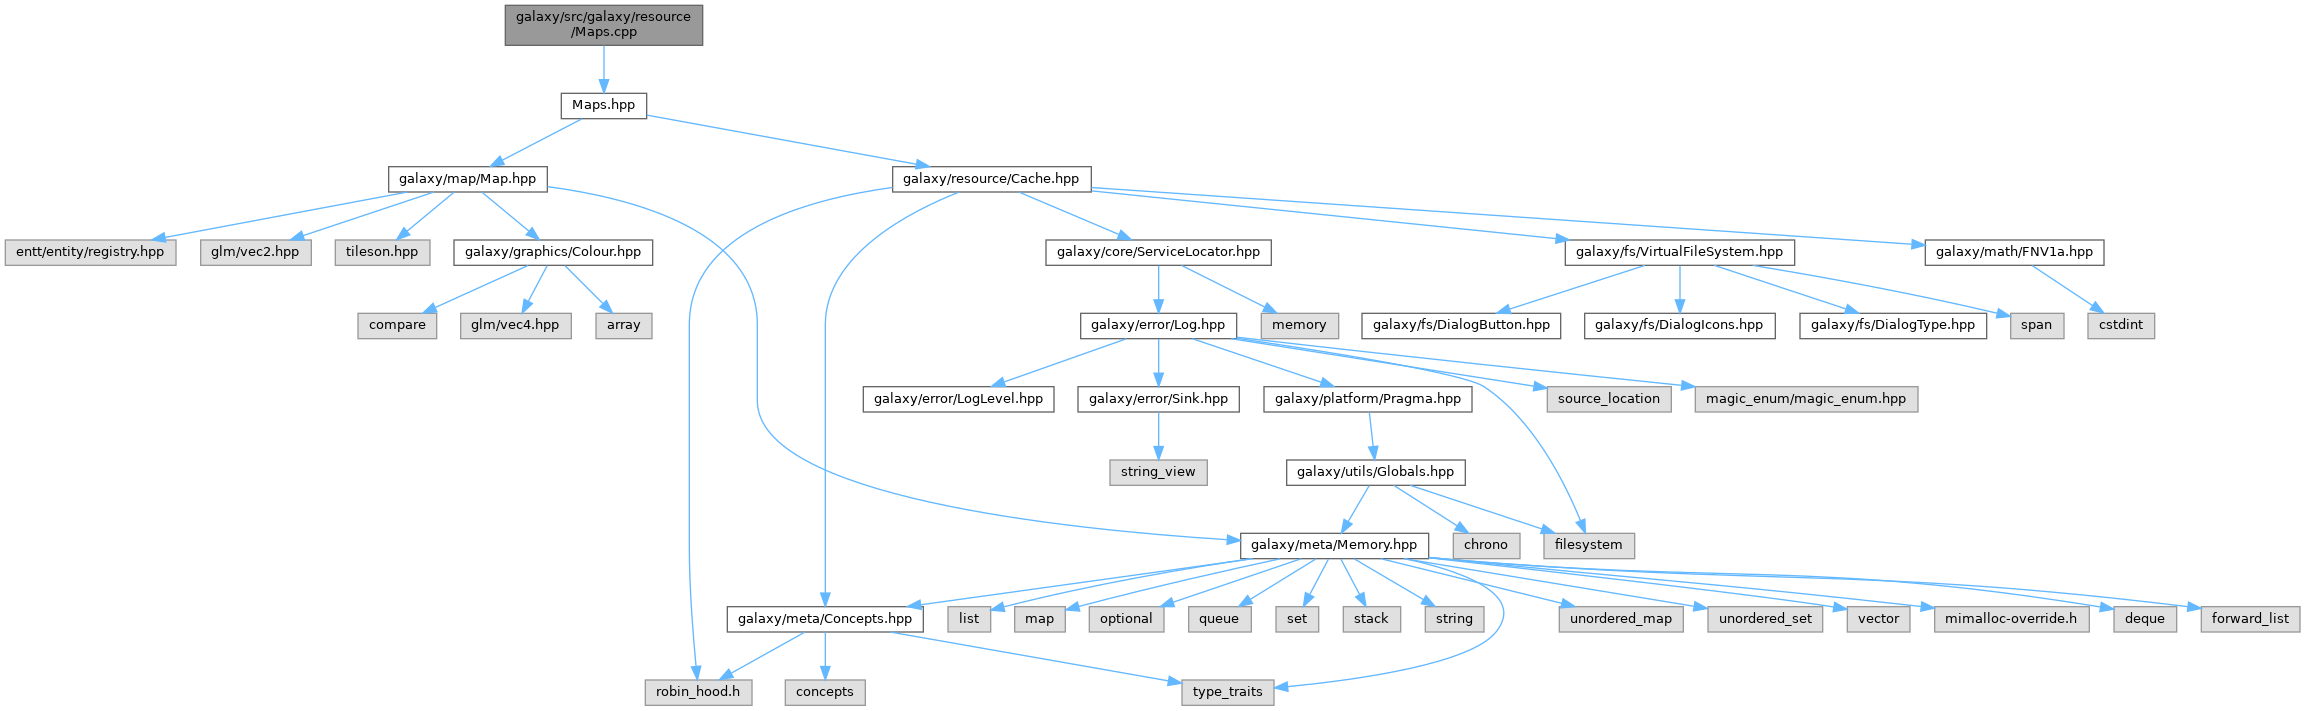 galaxy/src/galaxy/resource
/Maps.cpp
Maps.hpp
galaxy/map/Map.hpp
galaxy/resource/Cache.hpp
entt/entity/registry.hpp
glm/vec2.hpp
tileson.hpp
galaxy/graphics/Colour.hpp
galaxy/core/ServiceLocator.hpp
galaxy/fs/VirtualFileSystem.hpp
galaxy/math/FNV1a.hpp
compare
glm/vec4.hpp
array
galaxy/error/Log.hpp
memory
galaxy/fs/DialogButton.hpp
galaxy/fs/DialogIcons.hpp
galaxy/fs/DialogType.hpp
span
cstdint
galaxy/error/LogLevel.hpp
galaxy/error/Sink.hpp
galaxy/platform/Pragma.hpp
source_location
magic_enum/magic_enum.hpp
string_view
galaxy/utils/Globals.hpp
galaxy/meta/Memory.hpp
chrono
filesystem
galaxy/meta/Concepts.hpp
list
map
optional
queue
set
stack
string
unordered_map
unordered_set
vector
mimalloc-override.h
deque
forward_list
robin_hood.h
concepts
type_traits